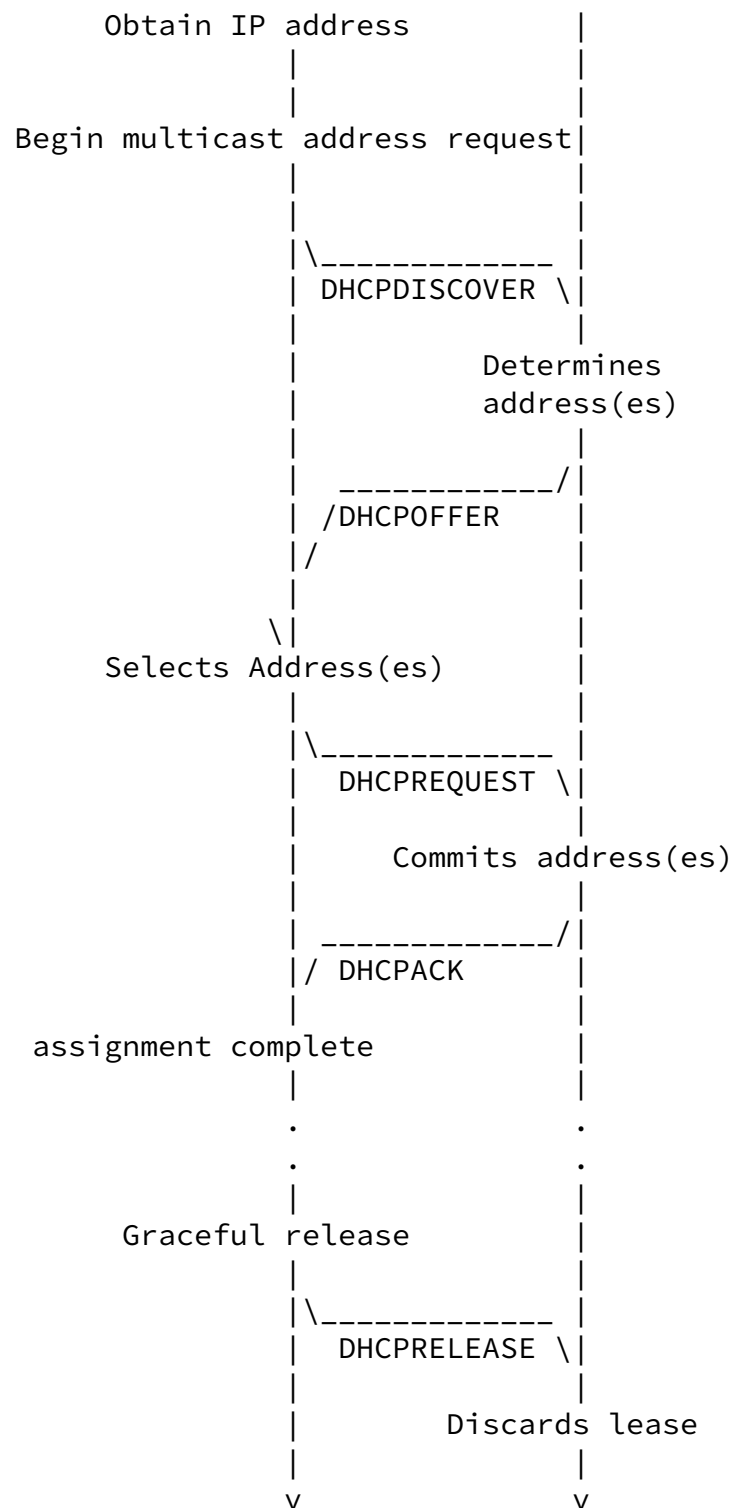 Obtain IP address
Begin multicast address request
DHCPDISCOVER
Determines
address(es)
DHCPOFFER
Selects Address(es)
DHCPREQUEST
Commits address(es)
DHCPACK
assignment complete
Graceful release
DHCPRELEASE
Discards lease
v v